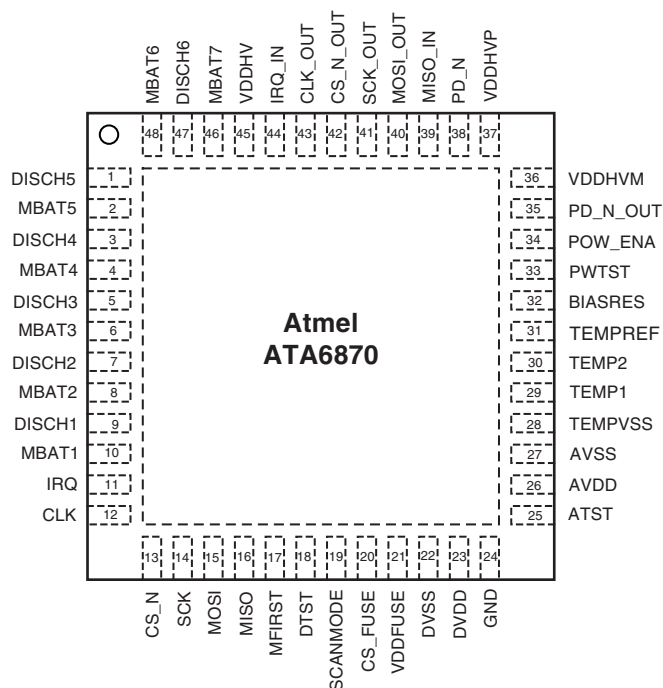 MBAT6
DISCH6
MBAT7
VDDHV
IRQ_IN
CLK_OUT
CS_N_OUT
SCK_OUT
MOSI_OUT
MISO_IN
PD_N
VDDHVP
48 47 46 45 44 43 42 41 40 39 38 37
DISCH5 1
MBAT5 2
DISCH4 3
MBAT4 4
DISCH3 5
MBAT3 6
DISCH2 7
MBAT2 8
DISCH1 9
MBAT1 10
IRQ 11
CLK 12
Atmel
ATA6870
36 VDDHVM
35 PD_N_OUT
34 POW_ENA
33 PWTST
32 BIASRES
31 TEMPREF
30 TEMP2
29 TEMP1
28 TEMPVSS
27 AVSS
26 AVDD
25 ATST
13 14 15 16 17 18 19 20 21 22 23 24
CS_N
SCK
MOSI
MISO
MFIRST
DTST
SCANMODE
CS_FUSE
VDDFUSE
DVSS
DVDD
GND